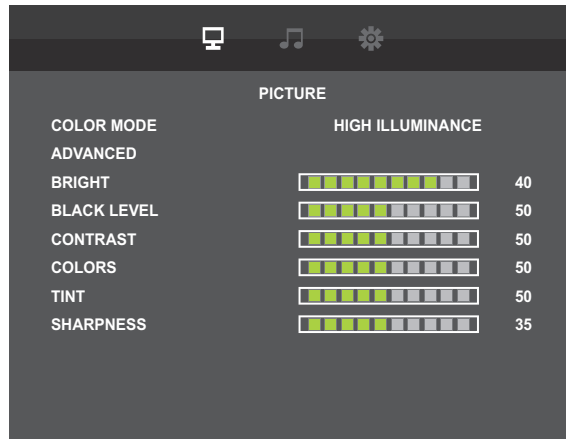 PICTURE
COLOR MODE HIGH ILLUMINANCE
ADVANCED
BRIGHT 40
BLACK LEVEL 50
CONTRAST 50
COLORS 50
TINT 50
SHARPNESS 35